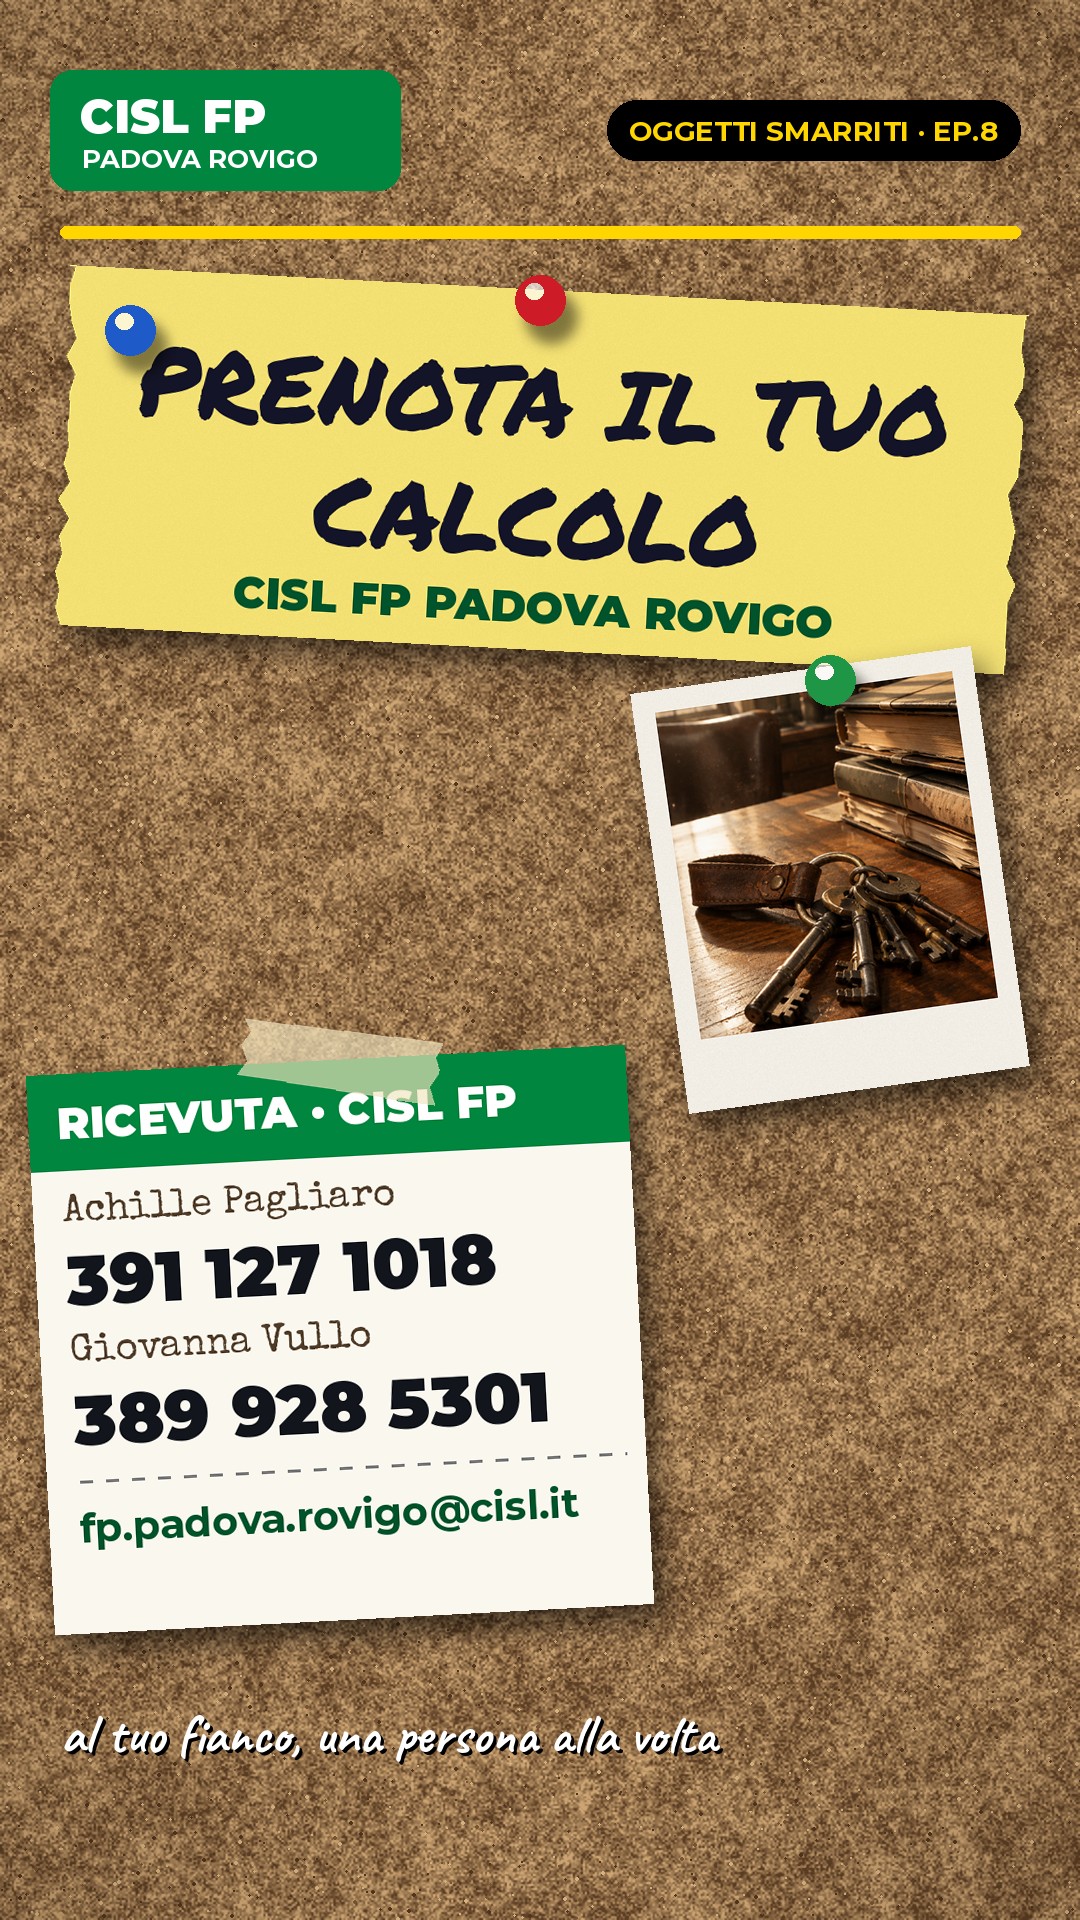 CISL FP
PADOVA ROVIGO
OGGETTI SMARRITI · EP.8
PRENOTA IL TUO
CALCOLO
CISL FP PADOVA ROVIGO
RICEVUTA • CISL FP
Achille Pagliaro
391 127 1018
Giovanna Vullo
389 928 5301
fp.padova.rovigo@cisl.it
al tuo fianco, una persona alla volta